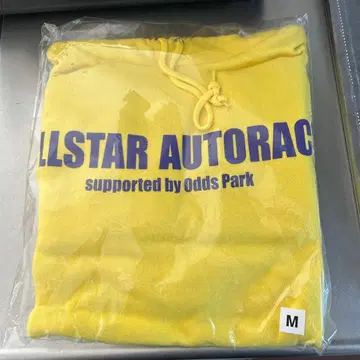 LLSTAR AUTORAC
supported by Odds Park
M